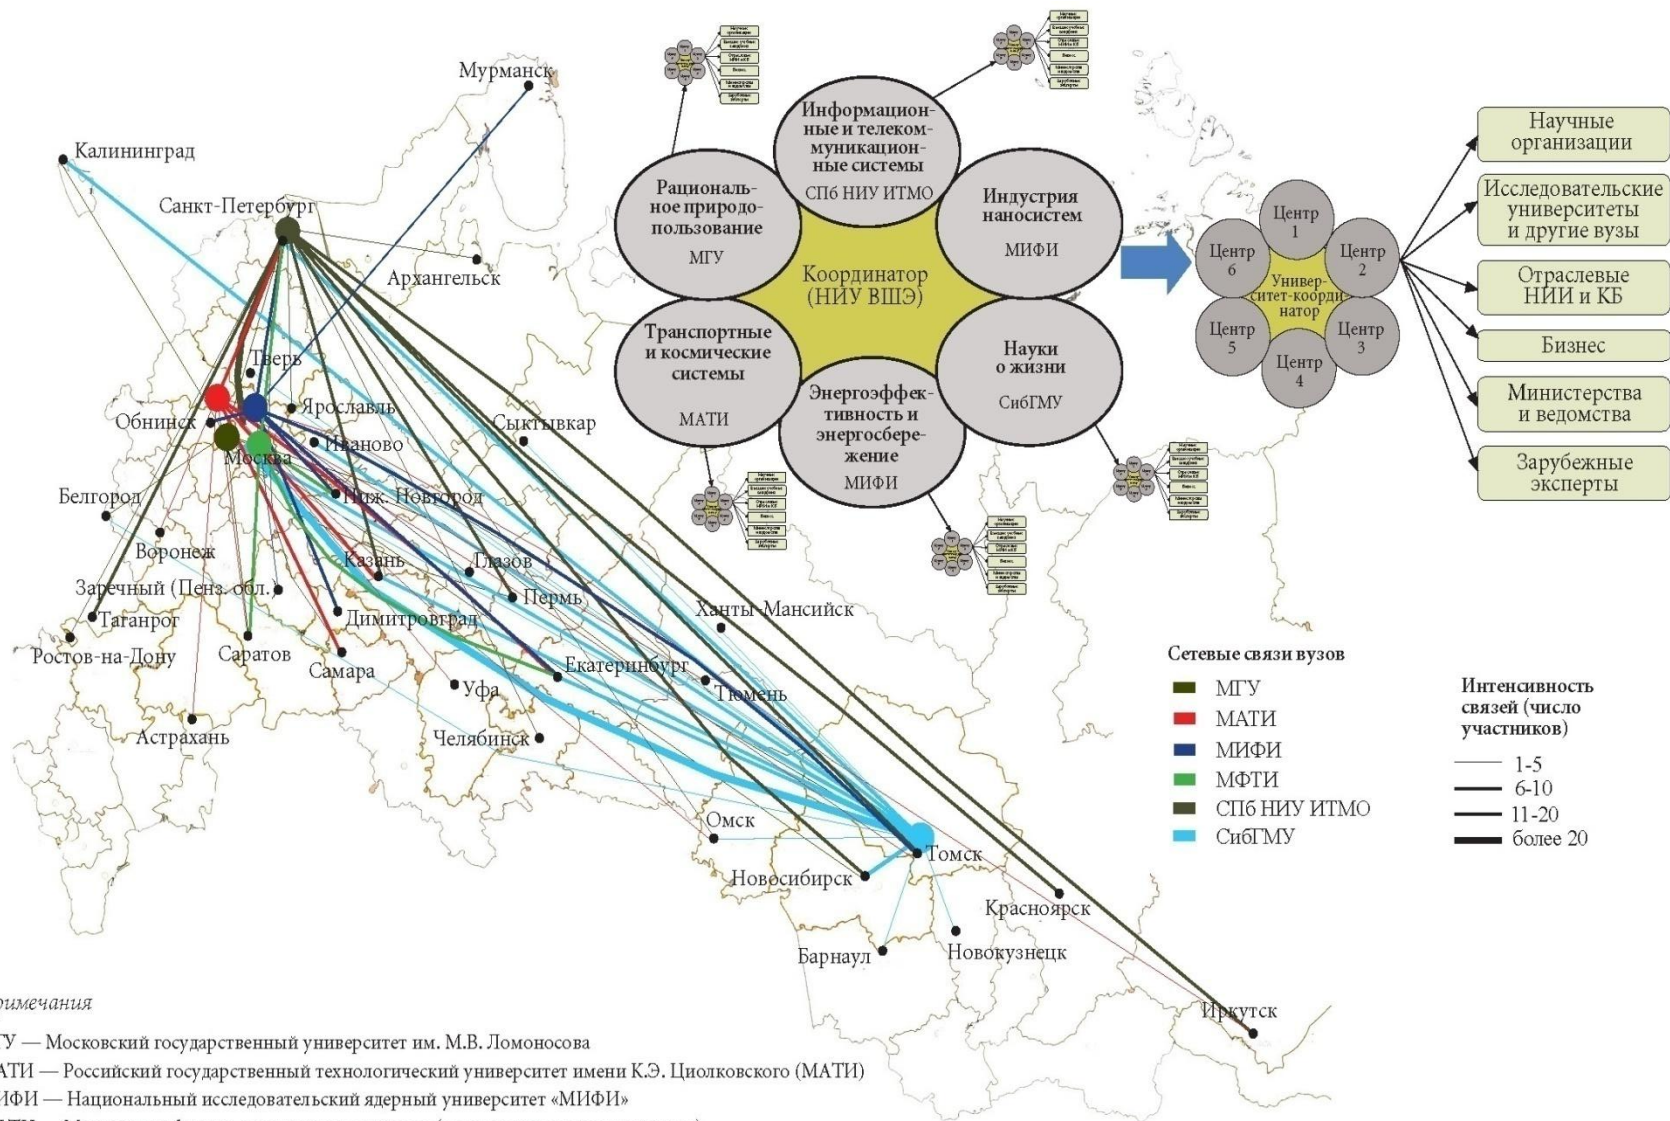 Мурманск
Калининград
Санкт-Петербург
Архангельск
Тверь
Обнинск
Ярославль
Иваново
Москва
Сыктывкар
Белгород
Ниж. Новгород
Воронеж
Казань
Глазов
Заречный (Пенз. обл.)
Пермь
Таганрог
Димитровград
Ханты-Мансийск
Ростов-на-Дону
Саратов
Самара
Екатеринбург
Уфа
Тюмень
Астрахань
Челябинск
Омск
Томск
Новосибирск
Красноярск
Барнаул
Новокузнецк
Иркутск
Информацион-
ные и телеком-
муникацион-
ные системы
СПб НИУ ИТМО
Рациональ-
ное природо-
пользование
МГУ
Индустрия
наносистем
МИФИ
Координатор
(НИУ ВШЭ)
Транспортные
и космические
системы
МАТИ
Науки
о жизни
СибГМУ
Энергоэффек-
тивность и
энергосбере-
жение
МИФИ
Центр
1
Центр
2
Центр
3
Центр
4
Центр
5
Центр
6
Универ-
ситет-коорди-
натор
Научные
организации
Исследовательские
университеты
и другие вузы
Отраслевые
НИИ и КБ
Бизнес
Министерства
и ведомства
Зарубежные
эксперты
Сетевые связи вузов
МГУ
МАТИ
МИФИ
МФТИ
СПб НИУ ИТМО
СибГМУ
Интенсивность
связей (число
участников)
1-5
6-10
11-20
более 20
римечания
ГУ — Московский государственный университет им. М.В. Ломоносова
АТИ — Российский государственный технологический университет имени К.Э. Циолковского (МАТИ)
ИФИ — Национальный исследовательский ядерный университет «МИФИ»